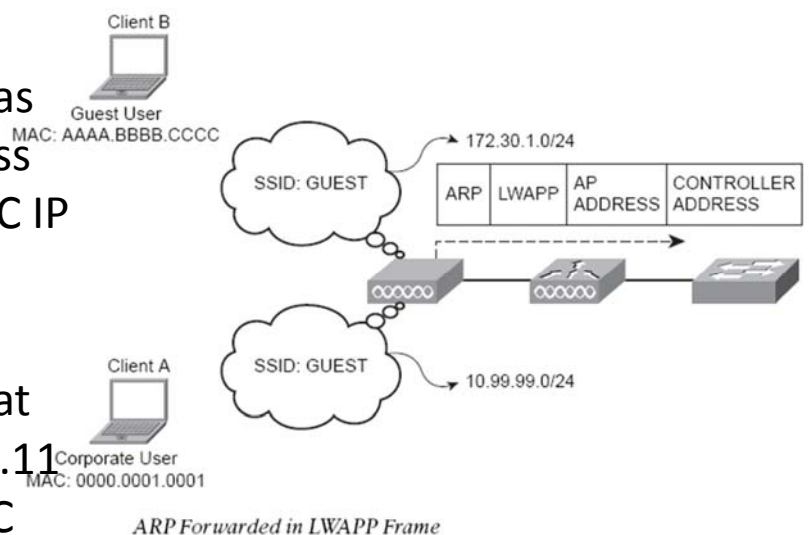 Client B
as
Guest User
MAC: AAAA.BBBB.CCCC
ss
C IP
SSID: GUEST
172.30.1.0/24
ARP LWAPP AP ADDRESS CONTROLLER ADDRESS
Client A
SSID: GUEST
10.99.99.0/24
at
.11
Corporate User
MAC: 0000.0001.0001
C
ARP Forwarded in LWAPP Frame